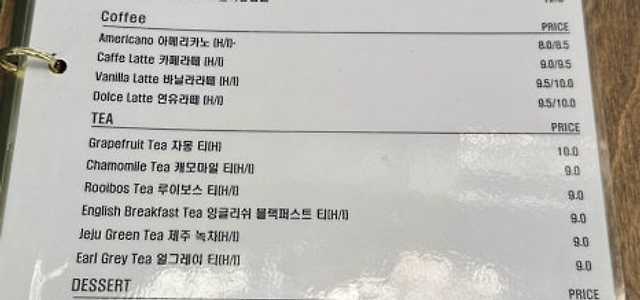 Coffee PRICE
Americano 아메리카노 (H/I)· 8.0/8.5
Caffe Latte 카페라떼 (H/I) 9.0/9.5
Vanilla Latte 바닐라라떼 (H/I) 9.5/10.0
Dolce Latte 연유라떼 (H/I) 9.5/10.0
TEA PRICE
Grapefruit Tea 자몽 티(H) 10.0
Chamomile Tea 캐모마일 티(H/I) 9.0
Rooibos Tea 루이보스 티(H/I) 9.0
English Breakfast Tea 잉글리쉬 블랙퍼스트 티(H/I) 9.0
Jeju Green Tea 제주 녹차(H/I) 9.0
Earl Grey Tea 얼그레이 티(H/I) 9.0
DESSERT PRICE